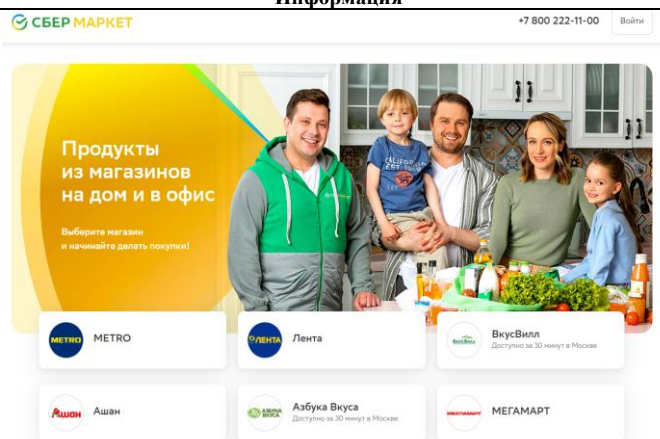 Информация
СБЕР МАРКЕТ
+7 800 222-11-00
Войти
Продукты
из магазинов
на дом и в офис
Выберите магазин
и начинайте делать покупки!
METRO
METRO
ЛЕНТА
Лента
ВкусВилл
ВкусВилл
Доступно за 30 минут в Москве
Ашан
Ашан
АЗБУКА
ВКУСА
Азбука Вкуса
Доступно за 30 минут в Москве
МЕГАМАРТ
МЕГАМАРТ